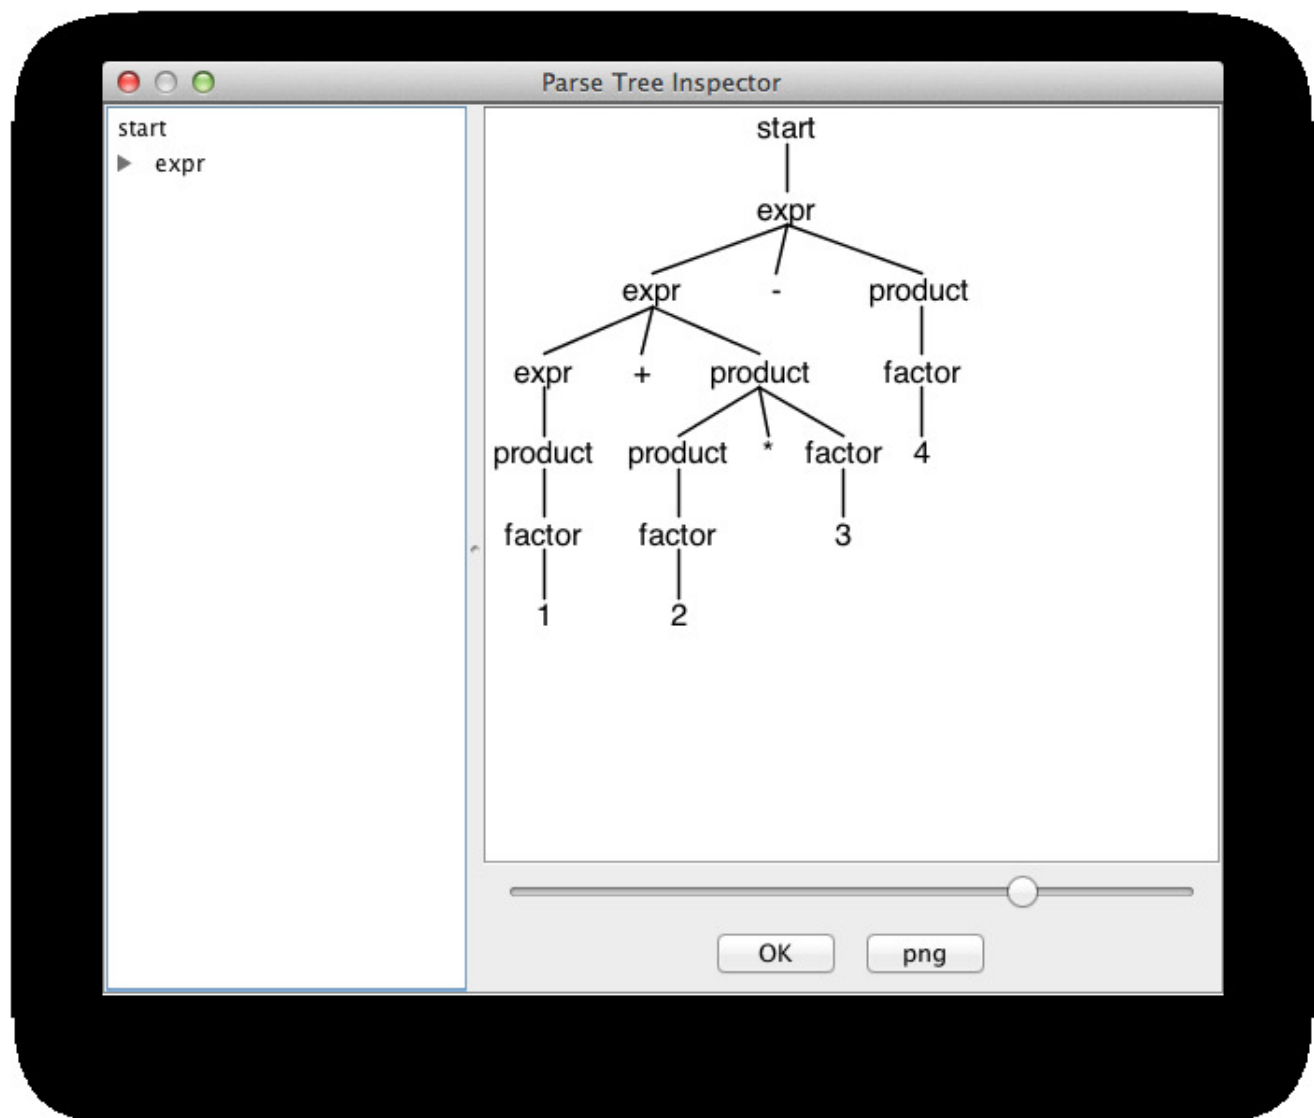 Parse Tree Inspector
start
expr
start
expr
expr - product
expr + product factor
product product * factor 4
factor factor 3
1 2
OK png